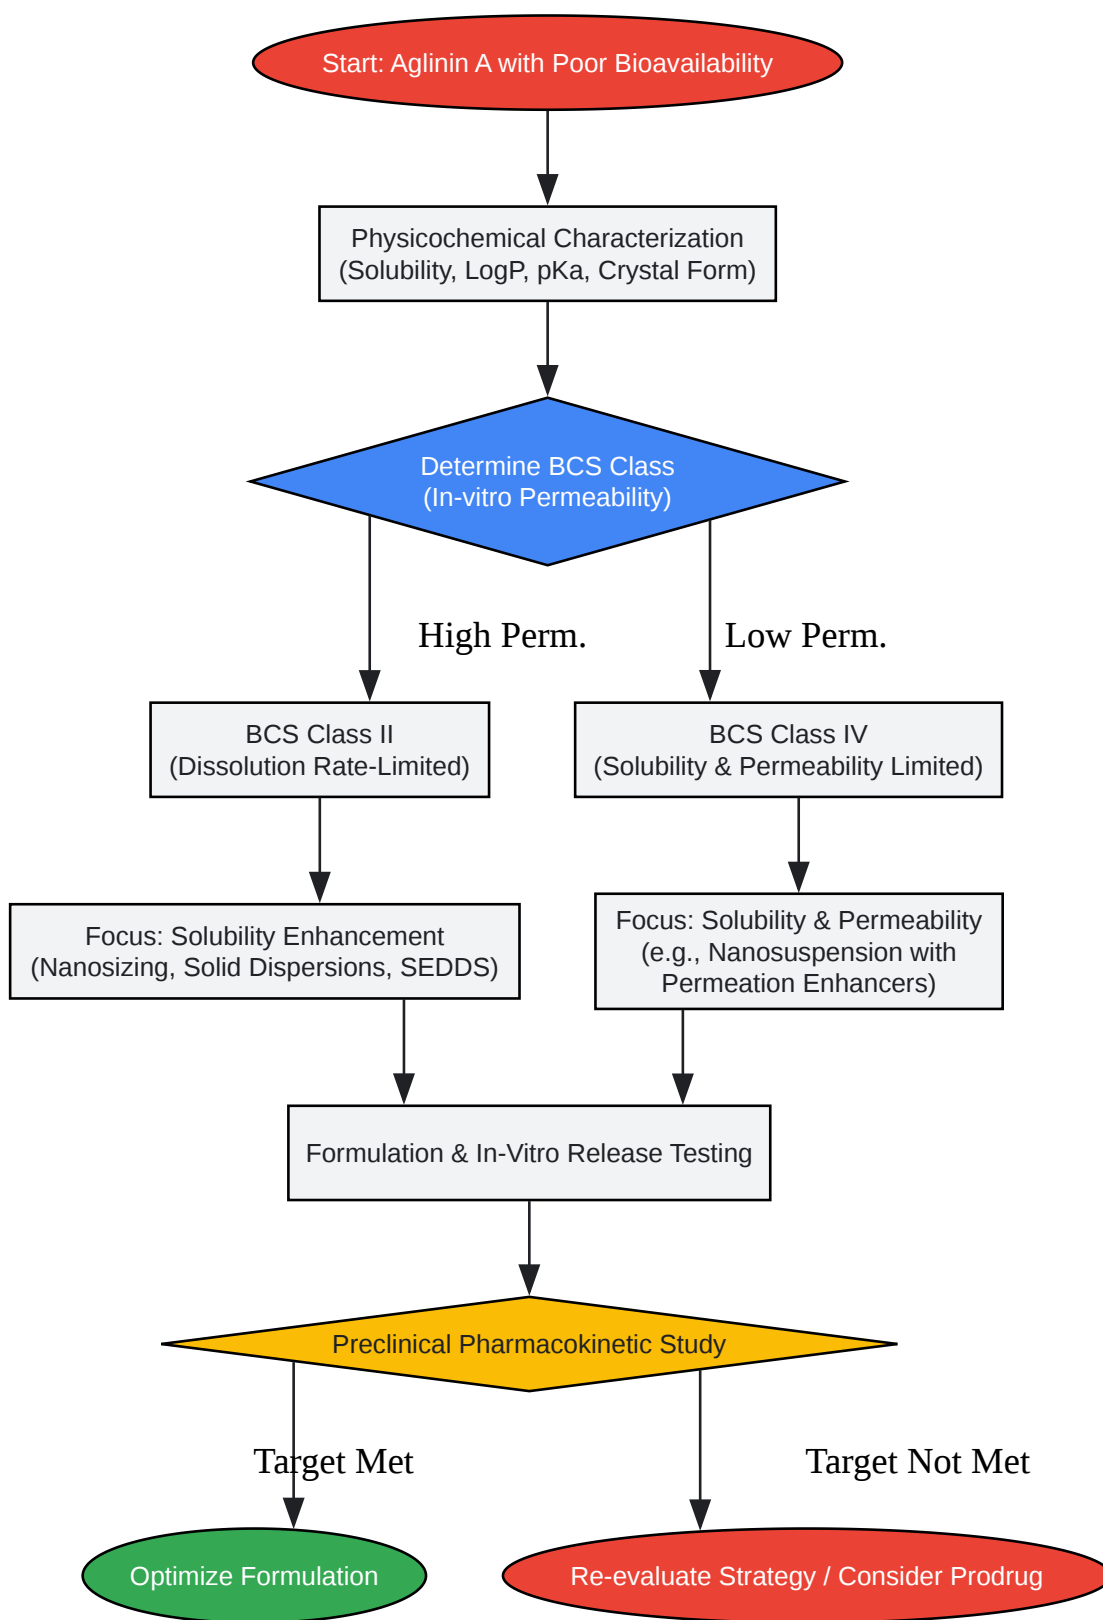 Start: Aglinin A with Poor Bioavailability
Physicochemical Characterization
(Solubility, LogP, pKa, Crystal Form)
Determine BCS Class
(In-vitro Permeability)
High Perm.
Low Perm.
BCS Class II
(Dissolution Rate-Limited)
BCS Class IV
(Solubility & Permeability Limited)
Focus: Solubility Enhancement
(Nanosizing, Solid Dispersions, SEDDS)
Focus: Solubility & Permeability
(e.g., Nanosuspension with
Permeation Enhancers)
Formulation & In-Vitro Release Testing
Preclinical Pharmacokinetic Study
Target Met
Target Not Met
Optimize Formulation
Re-evaluate Strategy / Consider Prodrug